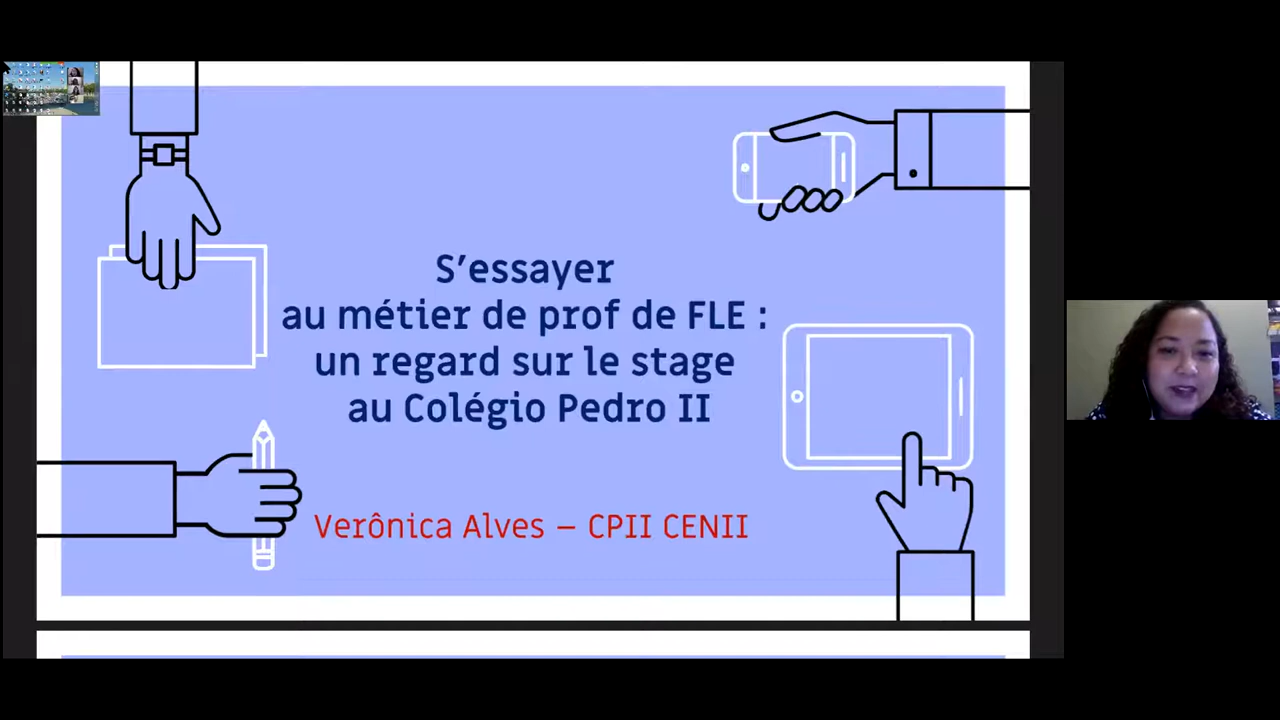 S'essayer
au métier de prof de FLE :
un regard sur le stage
au Colégio Pedro II
Verônica Alves – CPII CENII